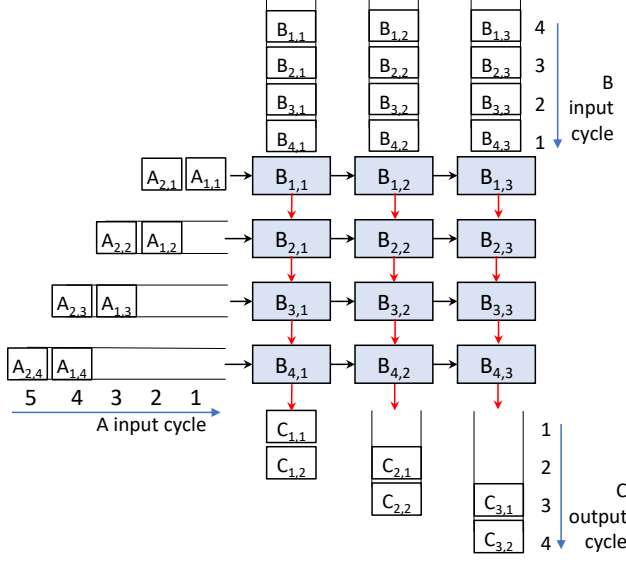 B1,1 B1,2 B1,3 4
B2,1 B2,2 B2,3 3
B3,1 B3,2 B3,3 2
B4,1 B4,2 B4,3 1
B
input
cycle
A2,1 A1,1 B1,1 B1,2 B1,3
A2,2 A1,2 B2,1 B2,2 B2,3
A2,3 A1,3 B3,1 B3,2 B3,3
A2,4 A1,4 B4,1 B4,2 B4,3
5 4 3 2 1
A input cycle
C1,1 1
C1,2 C2,1 2
C2,2 C3,1 3
C3,2 4
C
output
cycle